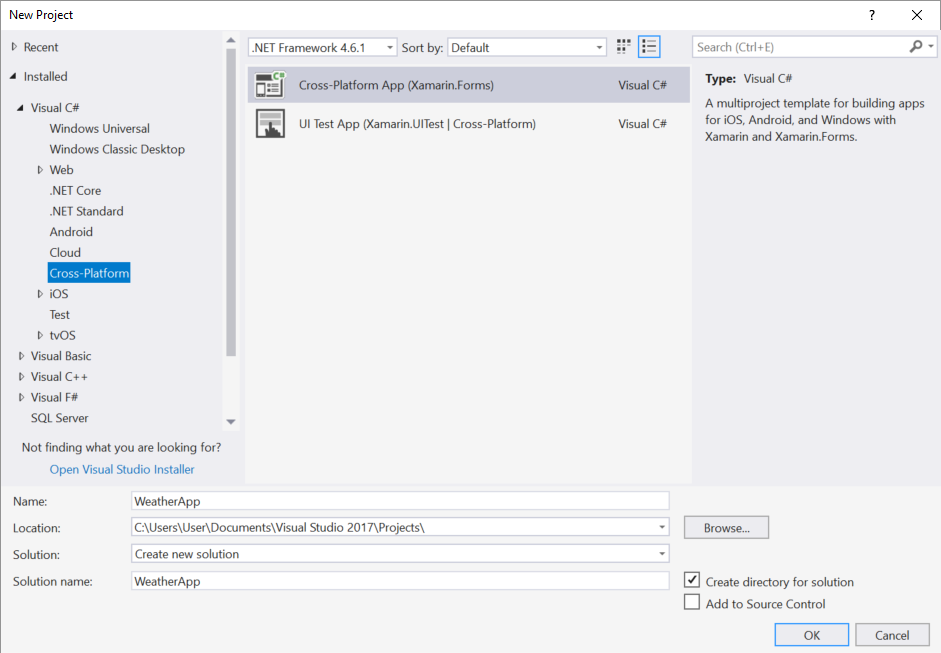 New Project
?
Recent
Installed
Visual C#
Windows Universal
Windows Classic Desktop
Web
.NET Core
.NET Standard
Android
Cloud
Cross-Platform
iOS
Test
tvOS
Visual Basic
Visual C++
Visual F#
SQL Server
Not finding what you are looking for?
Open Visual Studio Installer
.NET Framework 4.6.1 Sort by: Default
Cross-Platform App (Xamarin.Forms) Visual C#
C#
UI Test App (Xamarin.UITest | Cross-Platform) Visual C#
Search (Ctrl+E)
Type: Visual C#
A multiproject template for building apps
for iOS, Android, and Windows with
Xamarin and Xamarin.Forms.
Name: WeatherApp
Location: C:\Users\User\Documents\Visual Studio 2017\Projects\ Browse...
Solution: Create new solution
Solution name: WeatherApp
Create directory for solution
Add to Source Control
OK Cancel